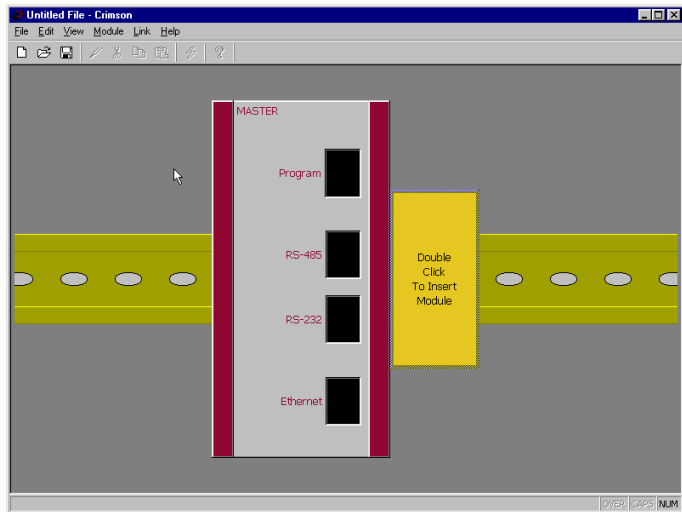 Untitled File - Crimson
File Edit View Module Link Help
MASTER
Program
RS-485
RS-232
Ethernet
Double
Click
To Insert
Module
OVER CAPS NUM